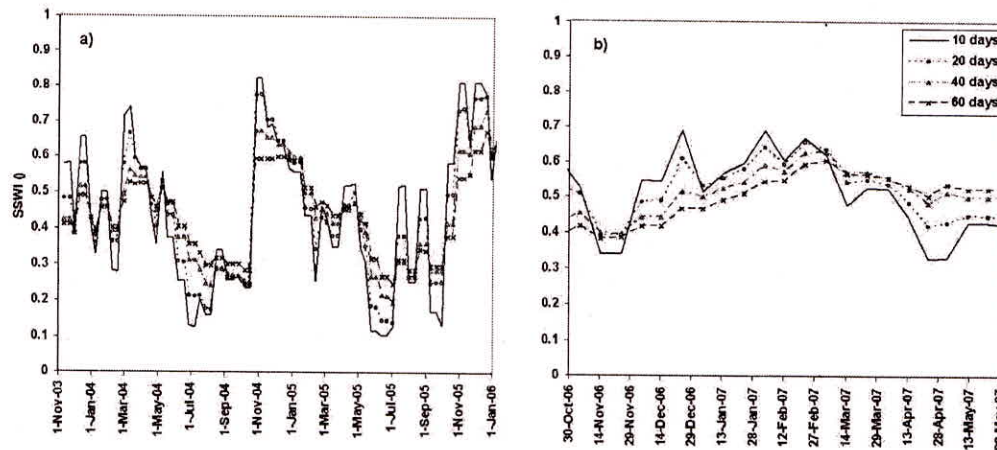 1
0.9
0.8
0.7
0.6
0.5
0.4
0.3
0.2
0.1
0
SSWI ()
a)
1-Nov-03
1-Jan-04
1-Mar-04
1-May-04
1-Jul-04
1-Sep-04
1-Nov-04
1-Jan-05
1-Mar-05
1-May-05
1-Jul-05
1-Sep-05
1-Nov-05
1-Jan-06
1
0.9
0.8
0.7
0.6
0.5
0.4
0.3
0.2
0.1
0
b)
10 days
20 days
40 days
60 days
30-Oct-06
14-Nov-06
29-Nov-06
14-Dec-06
29-Dec-06
13-Jan-07
28-Jan-07
12-Feb-07
27-Feb-07
14-Mar-07
29-Mar-07
13-Apr-07
28-Apr-07
13-May-07